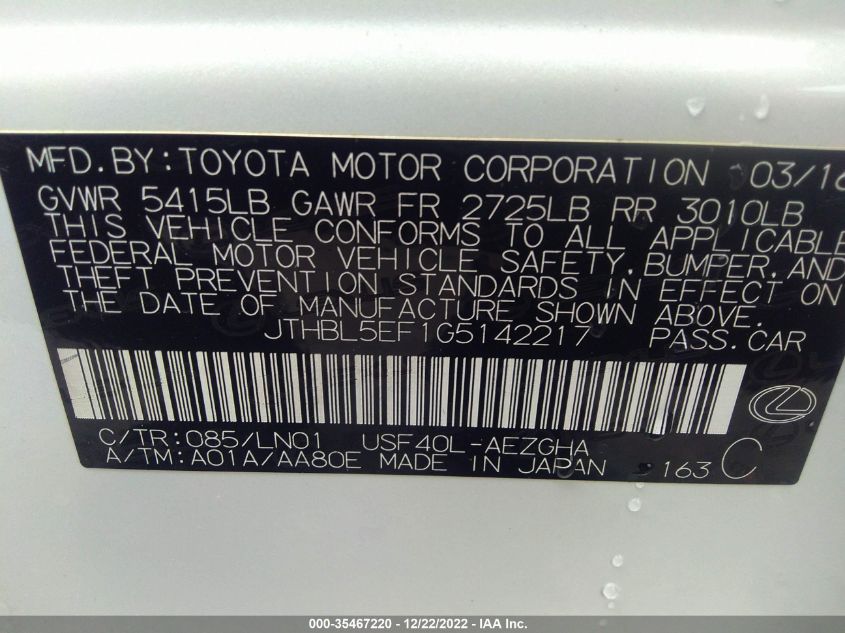 MFD.BY:TOYOTA MOTOR CORPORATION 03/16
GVWR 5415LB GAWR FR 2725LB RR 3010LB
THIS VEHICLE CONFORMS TO ALL APPLICABLE
FEDERAL MOTOR VEHICLE SAFETY,BUMPER,AND
THEFT PREVENTION STANDARDS IN EFFECT ON
THE DATE OF MANUFACTURE SHOWN ABOVE.
JTHBL5EF1G5142217 PASS.CAR
C/TR:085/LN01 USF40L-AEZGHA
A/TM:A01A/AA80E MADE IN JAPAN 163 C
000-35467220 - 12/22/2022 - IAA Inc.